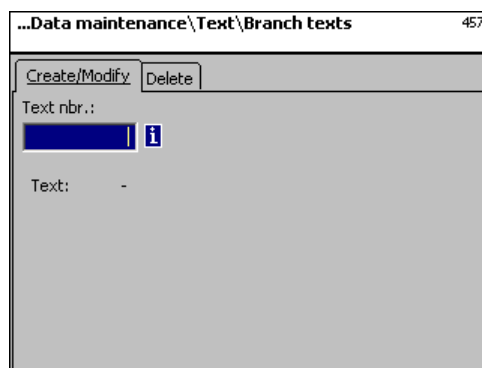 ...Data maintenance\Text\Branch texts 457
Create/Modify Delete
Text nbr.:
i
Text: -